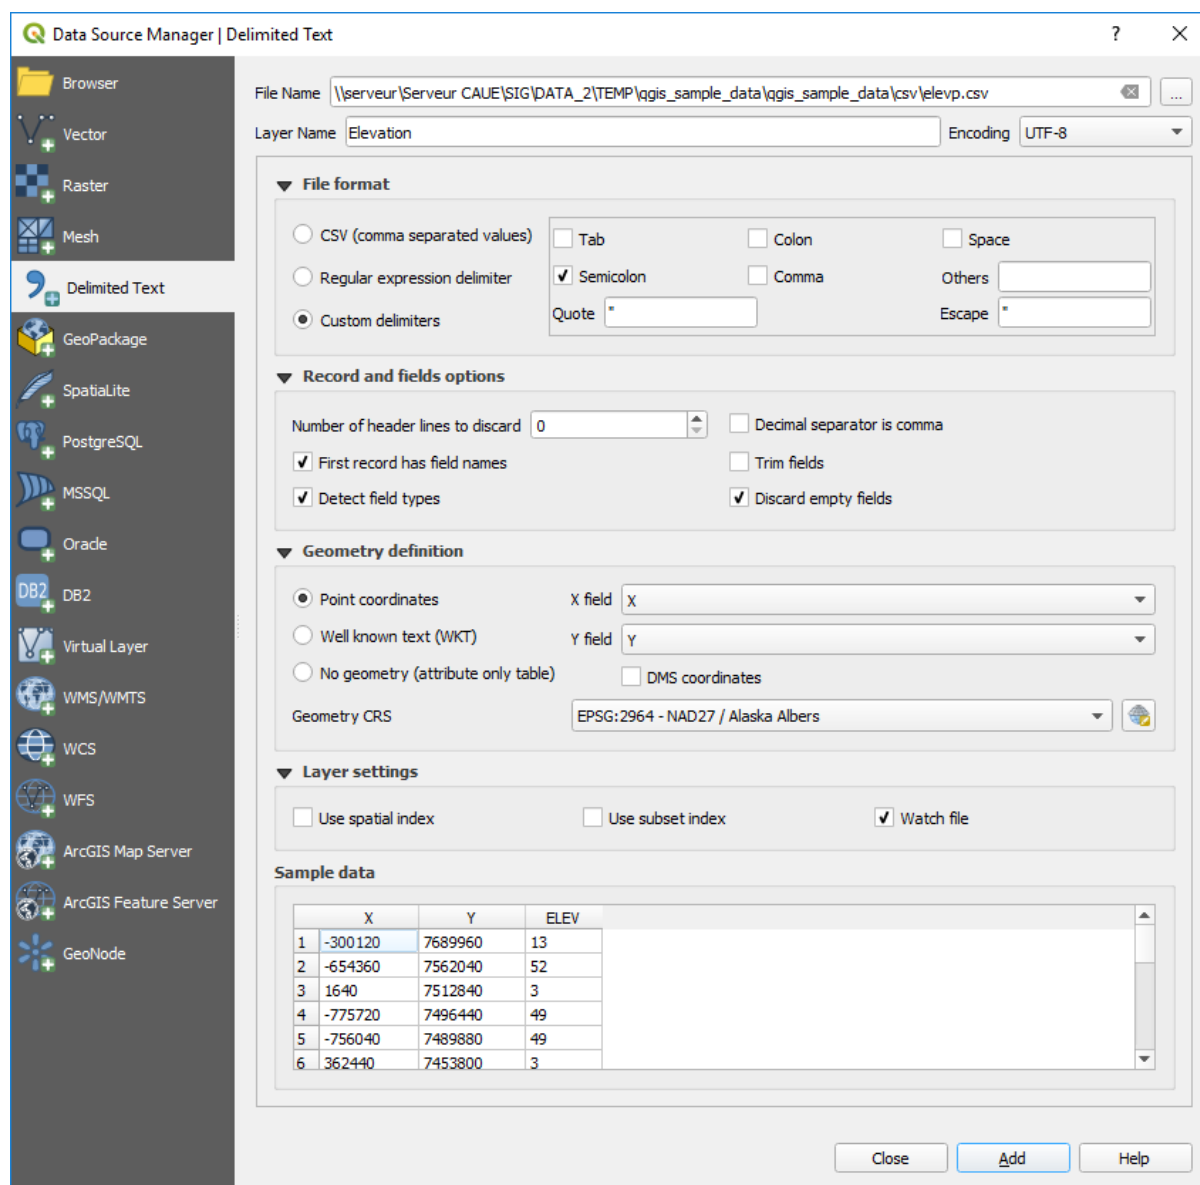 Data Source Manager | Delimited Text
?
Browser
Vector
Raster
Mesh
Delimited Text
GeoPackage
SpatiaLite
PostgreSQL
MSSQL
Oracle
DB2
DB2
Virtual Layer
WMS/WMTS
WCS
WFS
ArcGIS Map Server
ArcGIS Feature Server
GeoNode
File Name \\serveur\Serveur CAUE\SIG\DATA_2\TEMP\qgis_sample_data\qgis_sample_data\csv\elevp.csv ...
Layer Name Elevation Encoding UTF-8
File format
CSV (comma separated values) Tab Colon Space
Regular expression delimiter Semicolon Comma Others
Custom delimiters Quote " Escape "
Record and fields options
Number of header lines to discard 0 Decimal separator is comma
First record has field names Trim fields
Detect field types Discard empty fields
Geometry definition
Point coordinates X field X
Well known text (WKT) Y field Y
No geometry (attribute only table) DMS coordinates
Geometry CRS EPSG:2964 - NAD27 / Alaska Albers
Layer settings
Use spatial index Use subset index Watch file
Sample data
X Y ELEV
1 -300120 7689960 13
2 -654360 7562040 52
3 1640 7512840 3
4 -775720 7496440 49
5 -756040 7489880 49
6 362440 7453800 3
Close Add Help